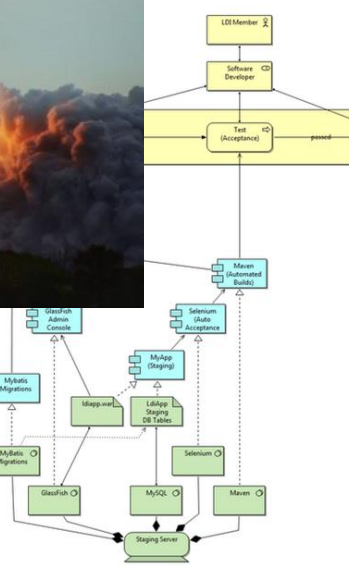 LDI Member
Software
Developer
Test
(Acceptance)
passed
Maven
(Automated
Builds)
GlassFish
Admin
Console
Selenium
(Auto
Acceptance
MyApp
(Staging)
Mybatis
Migrations
ldiapp.war
LdiApp
Staging
DB Tables
MyBatis
Migrations
Selenium
GlassFish
MySQL
Maven
Staging Server